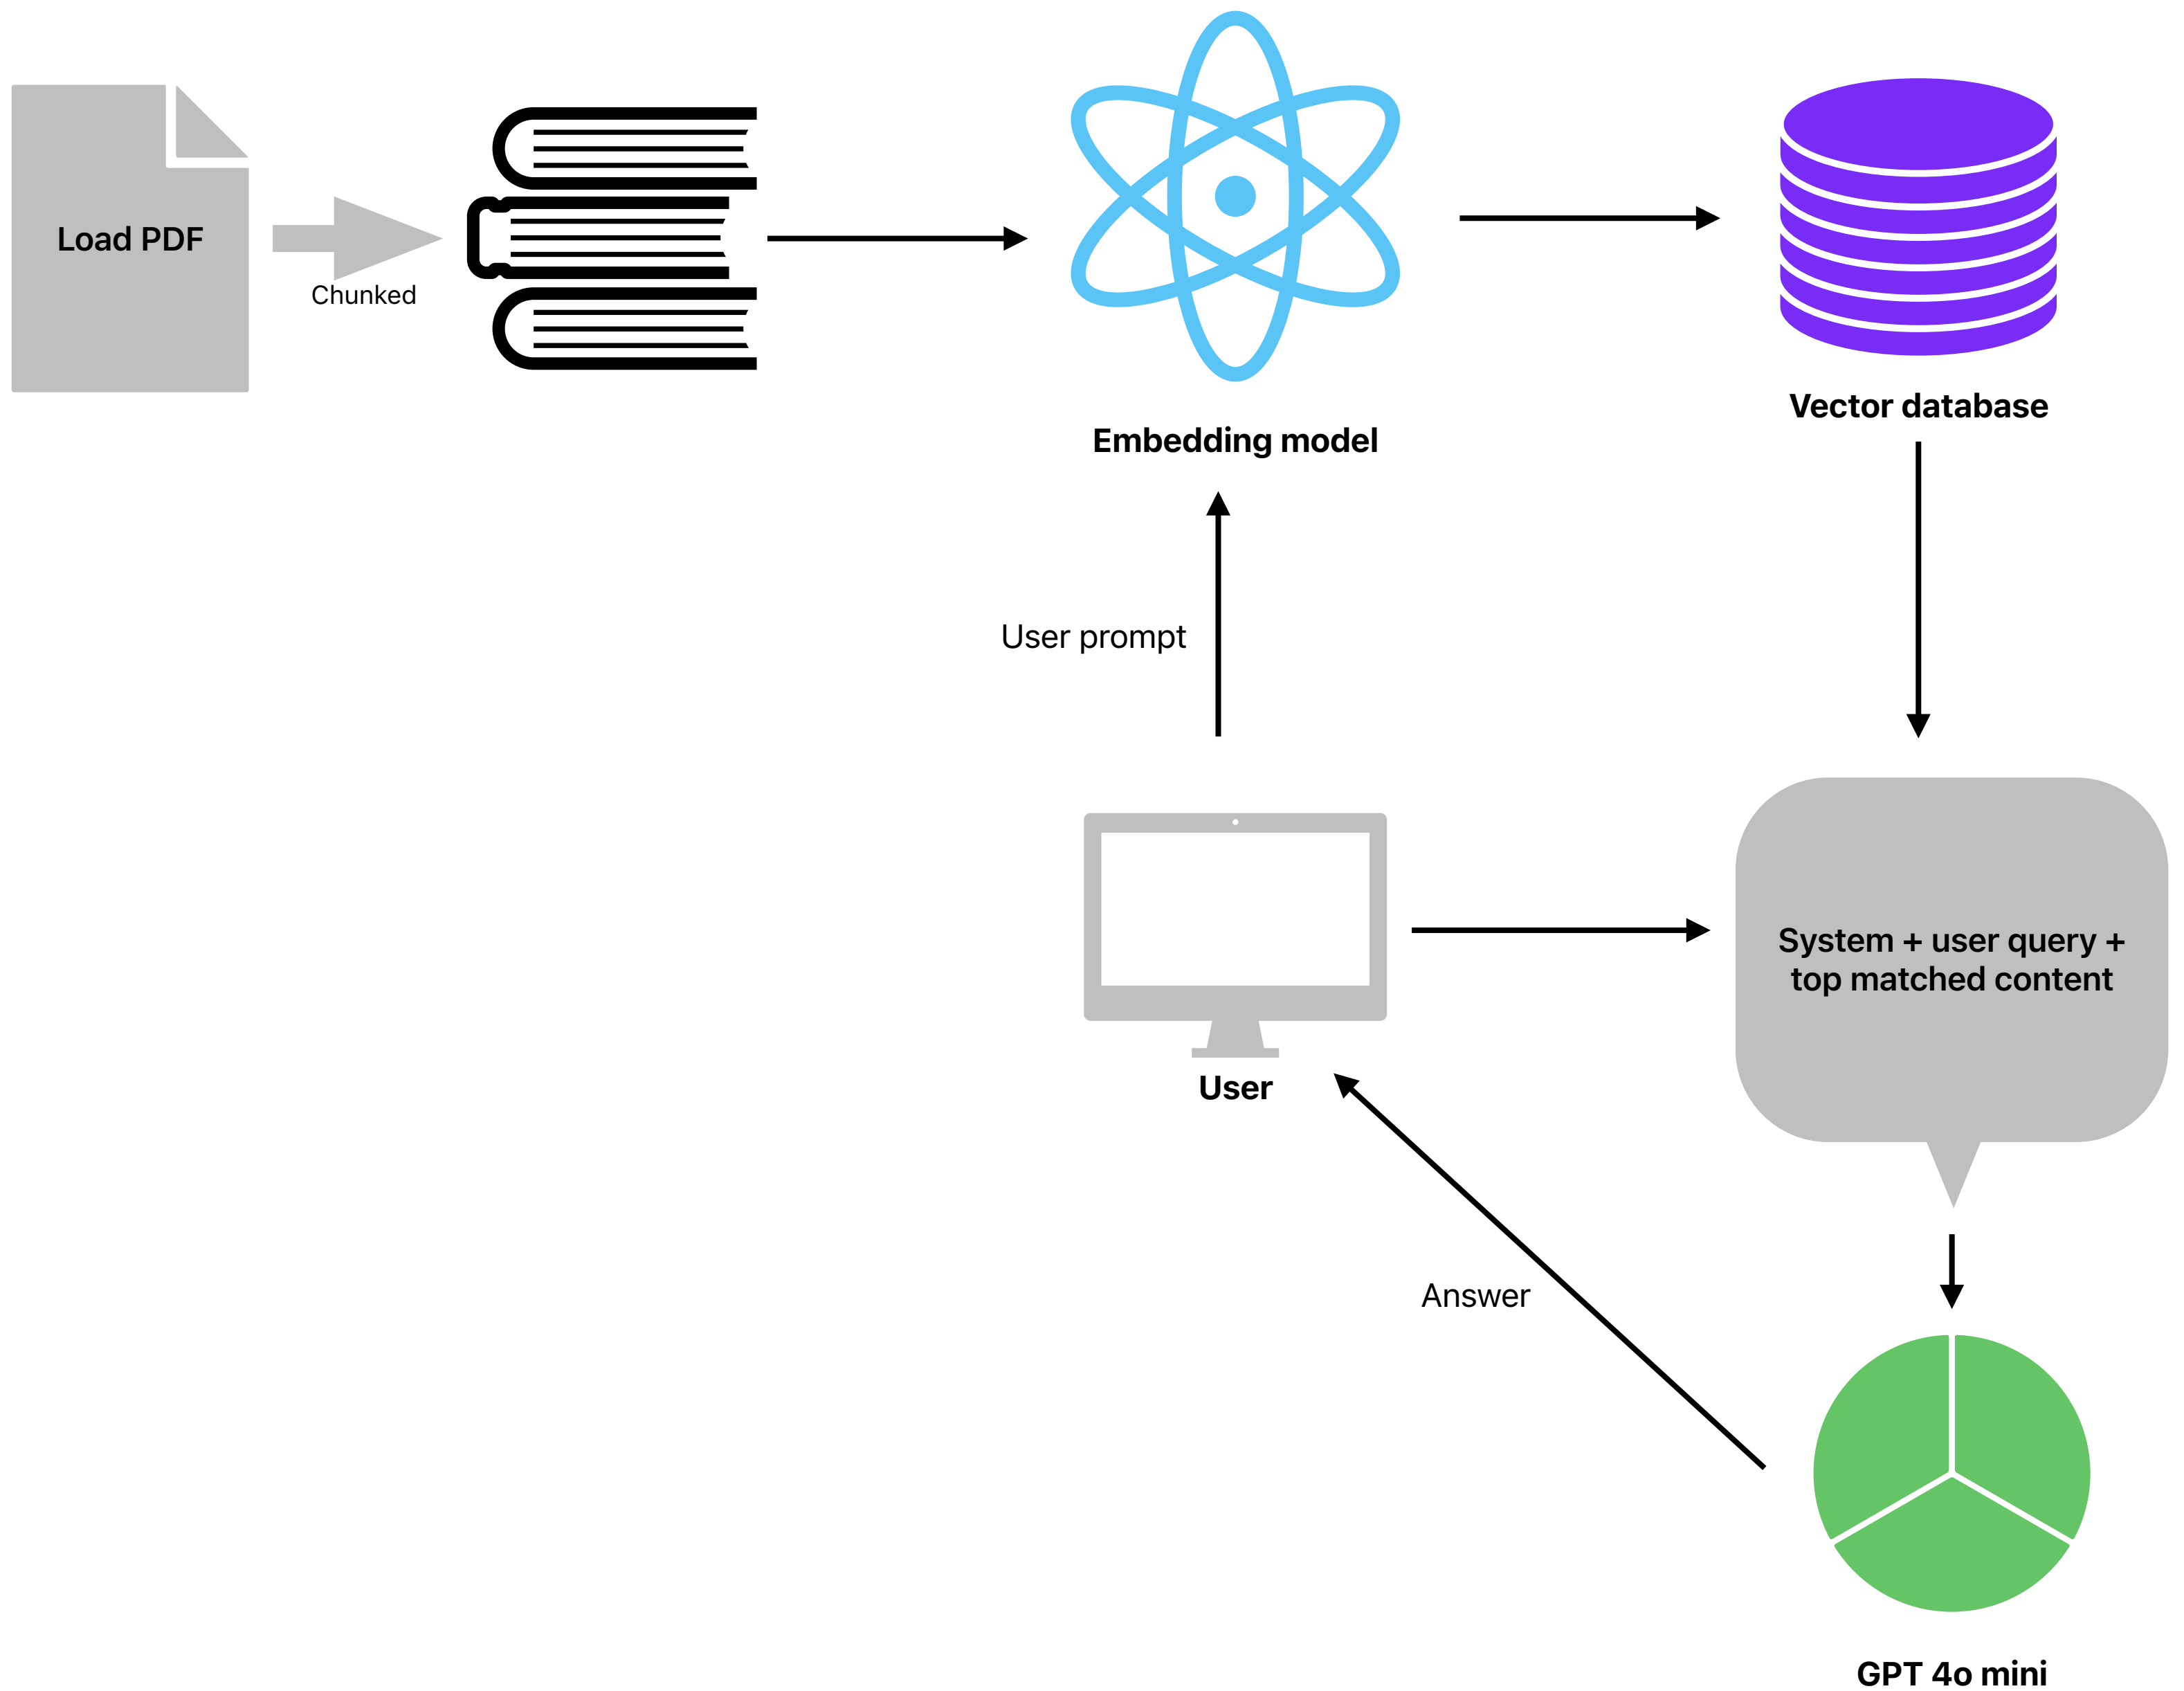 Load PDF
Chunked
Embedding model
Vector database
User prompt
System + user query +
top matched content
User
Answer
GPT 4o mini